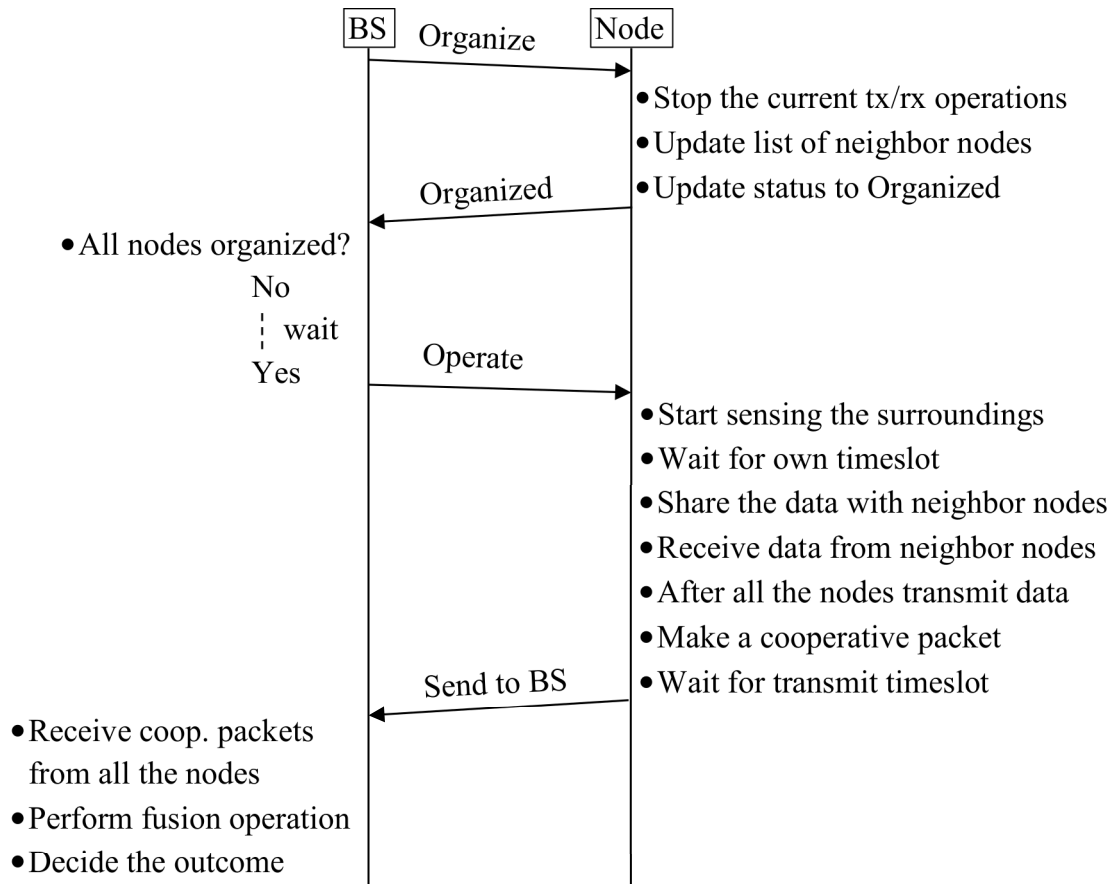 BS
Organize
Node
•Stop the current tx/rx operations
•Update list of neighbor nodes
•Update status to Organized
Organized
•All nodes organized?
No
wait
Yes
Operate
•Start sensing the surroundings
•Wait for own timeslot
•Share the data with neighbor nodes
•Receive data from neighbor nodes
•After all the nodes transmit data
•Make a cooperative packet
•Wait for transmit timeslot
Send to BS
•Receive coop. packets
from all the nodes
•Perform fusion operation
•Decide the outcome